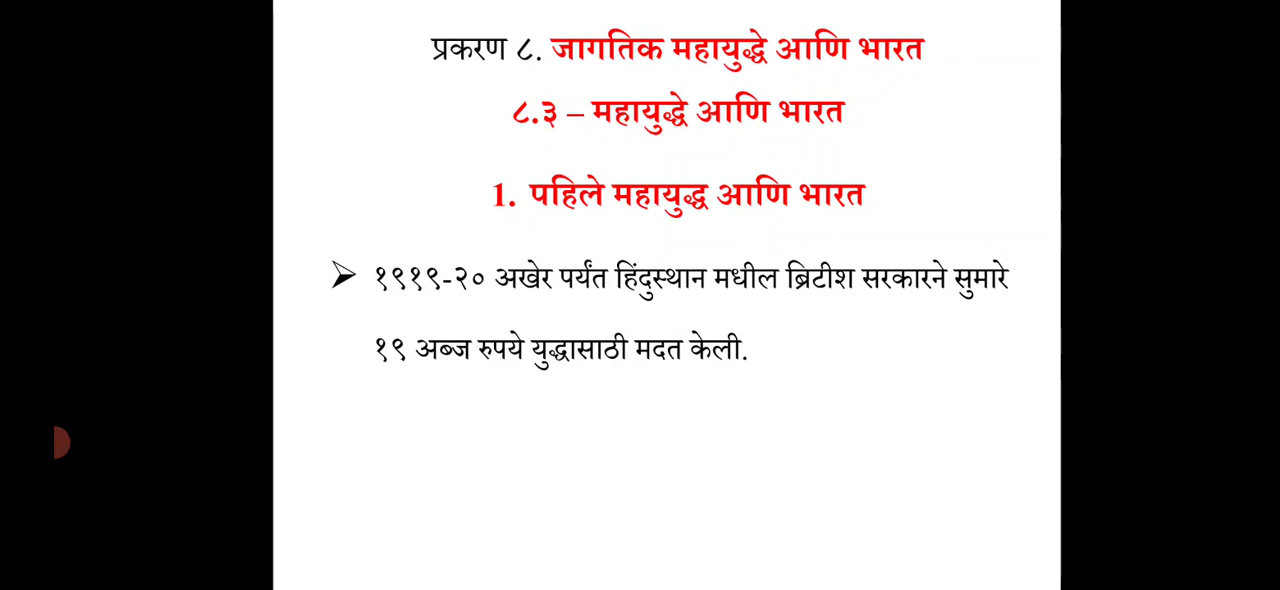 प्रकरण ८. जागतिक महायुद्धे आणि भारत
८.३ – महायुद्धे आणि भारत
1. पहिले महायुद्ध आणि भारत
➢ १९१९-२० अखेर पर्यंत हिंदुस्थान मधील ब्रिटीश सरकारने सुमारे
१९ अब्ज रुपये युद्धासाठी मदत केली.